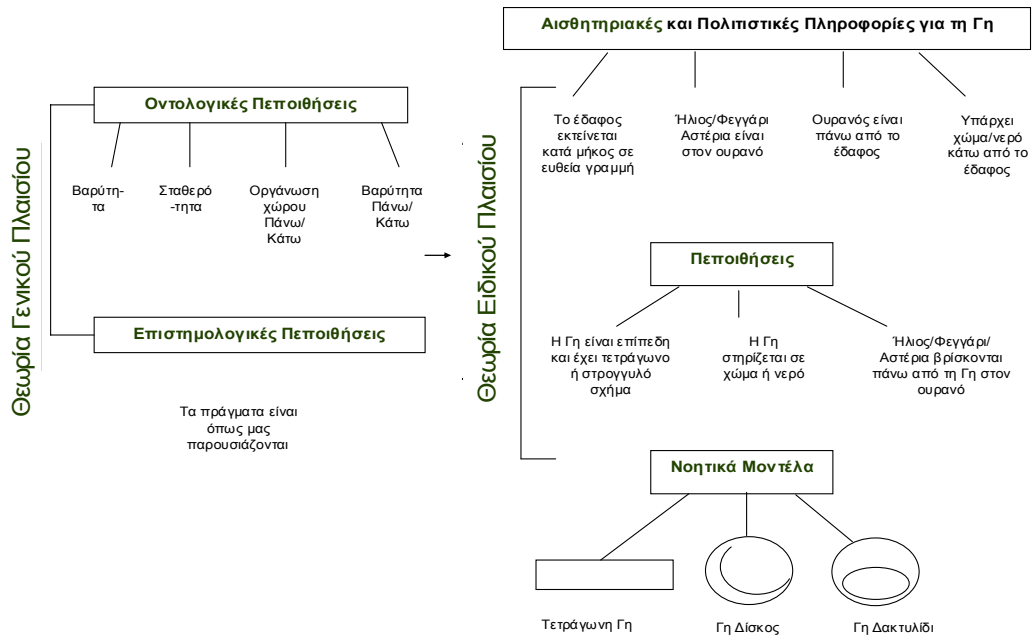 Αισθητηριακές και Πολιπιστικές Πληροφορίες για τη Γη
Θεωρία Γενικού Πλαισίου
Οντολογικές Πεποιθήσεις
Βαρύτη-
τα
Σταθερό
-τητα
Οργάνωση
χώρου
Πάνω/
Κάτω
Βαρύτητα
Πάνω/
Κάτω
Επιστημολογικές Πεποιθήσεις
Τα πράγματα είναι
όπως μας
παρουσιάζονται
Θεωρία Ειδικού Πλαισίου
Το έδαφος
εκτείνεται
κατά μήκος σε
ευθεία γραμμή
Ήλιος/Φεγγάρι
Αστέρια είναι
στον ουρανό
Ουρανός είναι
πάνω από το
έδαφος
Υπάρχει
χώμα/νερό
κάτω από το
έδαφος
Πεποιθήσεις
Η Γη είναι επίπεδη
και έχει τετράγωνο
ή στρογγυλό
σχήμα
Η Γη
στηρίζεται σε
χώμα ή νερό
Ήλιος/Φεγγάρι/
Αστέρια βρίσκονται
πάνω από τη Γη στον
ουρανό
Νοητικά Μοντέλα
Τετράγωνη Γη
Γη Δίσκος
Γη Δακτυλίδι